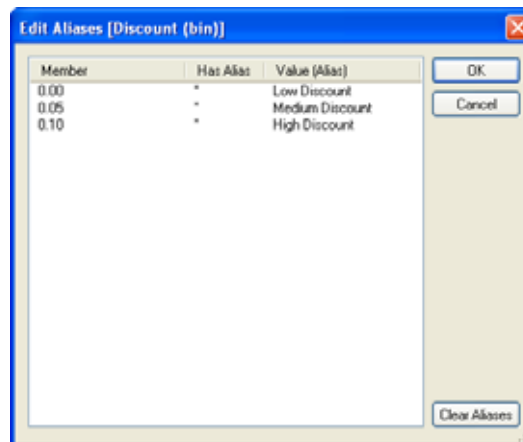 Edit Aliases [Discount (bin)]
Member Has Alias Value (Alias)
0.00 * Low Discount
0.05 * Medium Discount
0.10 * High Discount
OK
Cancel
Clear Aliases